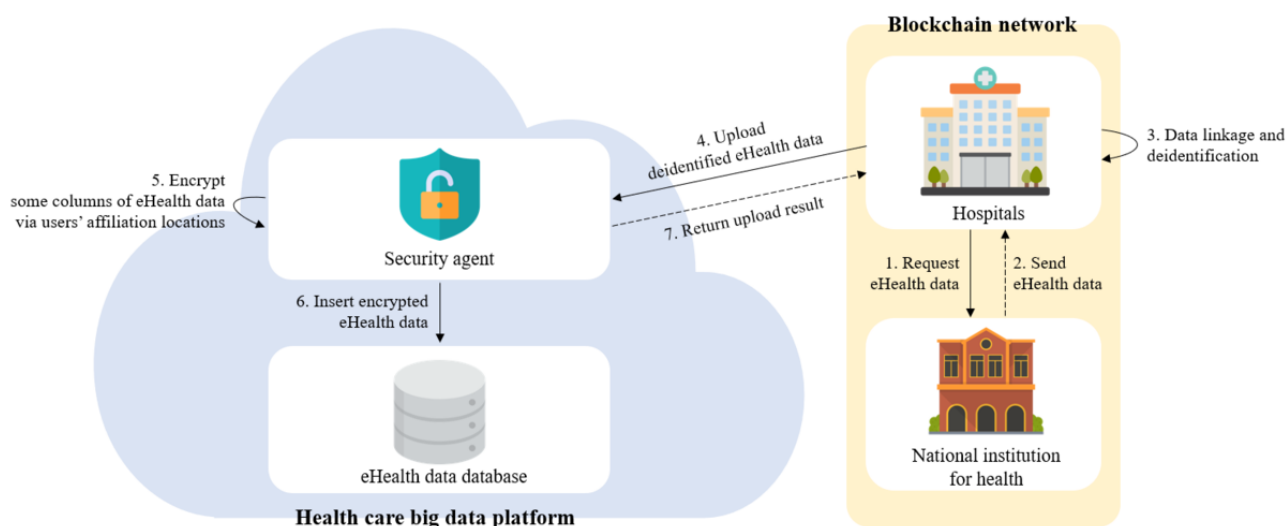 Blockchain network
Hospitals
3. Data linkage and
deidentification
4. Upload
deidentified eHealth data
7. Return upload result
5. Encrypt
some columns of eHealth data
via users’ affiliation locations
Security agent
1. Request
eHealth data
2. Send
eHealth data
6. Insert encrypted
eHealth data
eHealth data database
National institution
for health
Health care big data platform